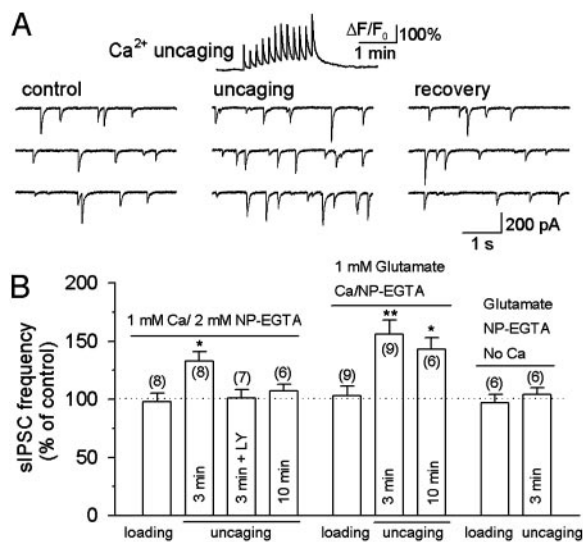 A
Ca2+ uncaging
ΔF/F0
100%
1 min
control
uncaging
recovery
200 pA
1 s
B
sIPSC frequency
(% of control)
200
150
100
50
0
1 mM Ca/ 2 mM NP-EGTA
1 mM Glutamate
Ca/NP-EGTA
Glutamate
NP-EGTA
No Ca
(8)
*
(8)
(7)
(6)
(9)
**
(9)
*
(6)
(6)
(6)
3 min
3 min + LY
10 min
3 min
10 min
3 min
loading
uncaging
loading
uncaging
loading
uncaging